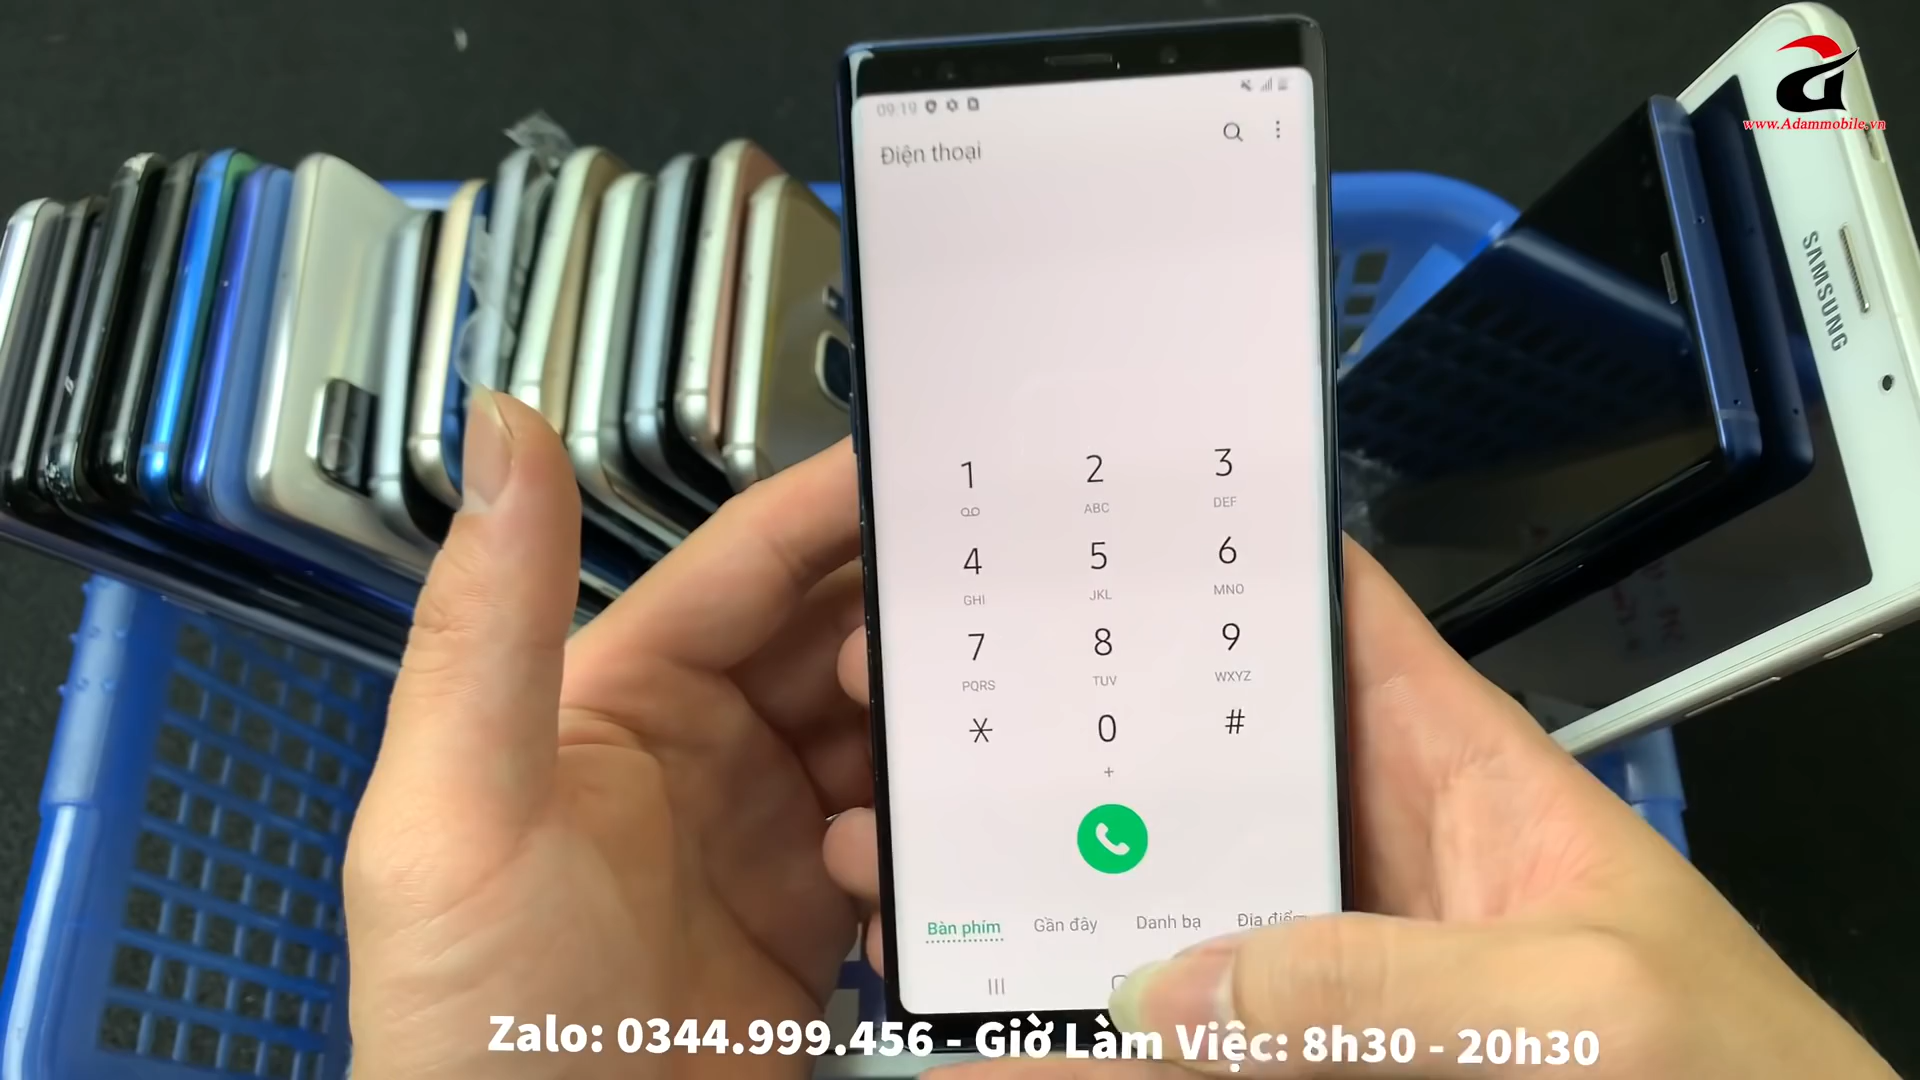 www.Adammobile.vn
09:19
Điện thoại
SAMSUNG
1
2
ABC
3
DEF
4
GHI
5
JKL
6
MNO
7
PQRS
8
TUV
9
WXYZ
*
0
+
#
Bàn phím Gần đây Danh bạ Địa điểm
Zalo: 0344.999.456 - Giờ Làm Việc: 8h30 - 20h30